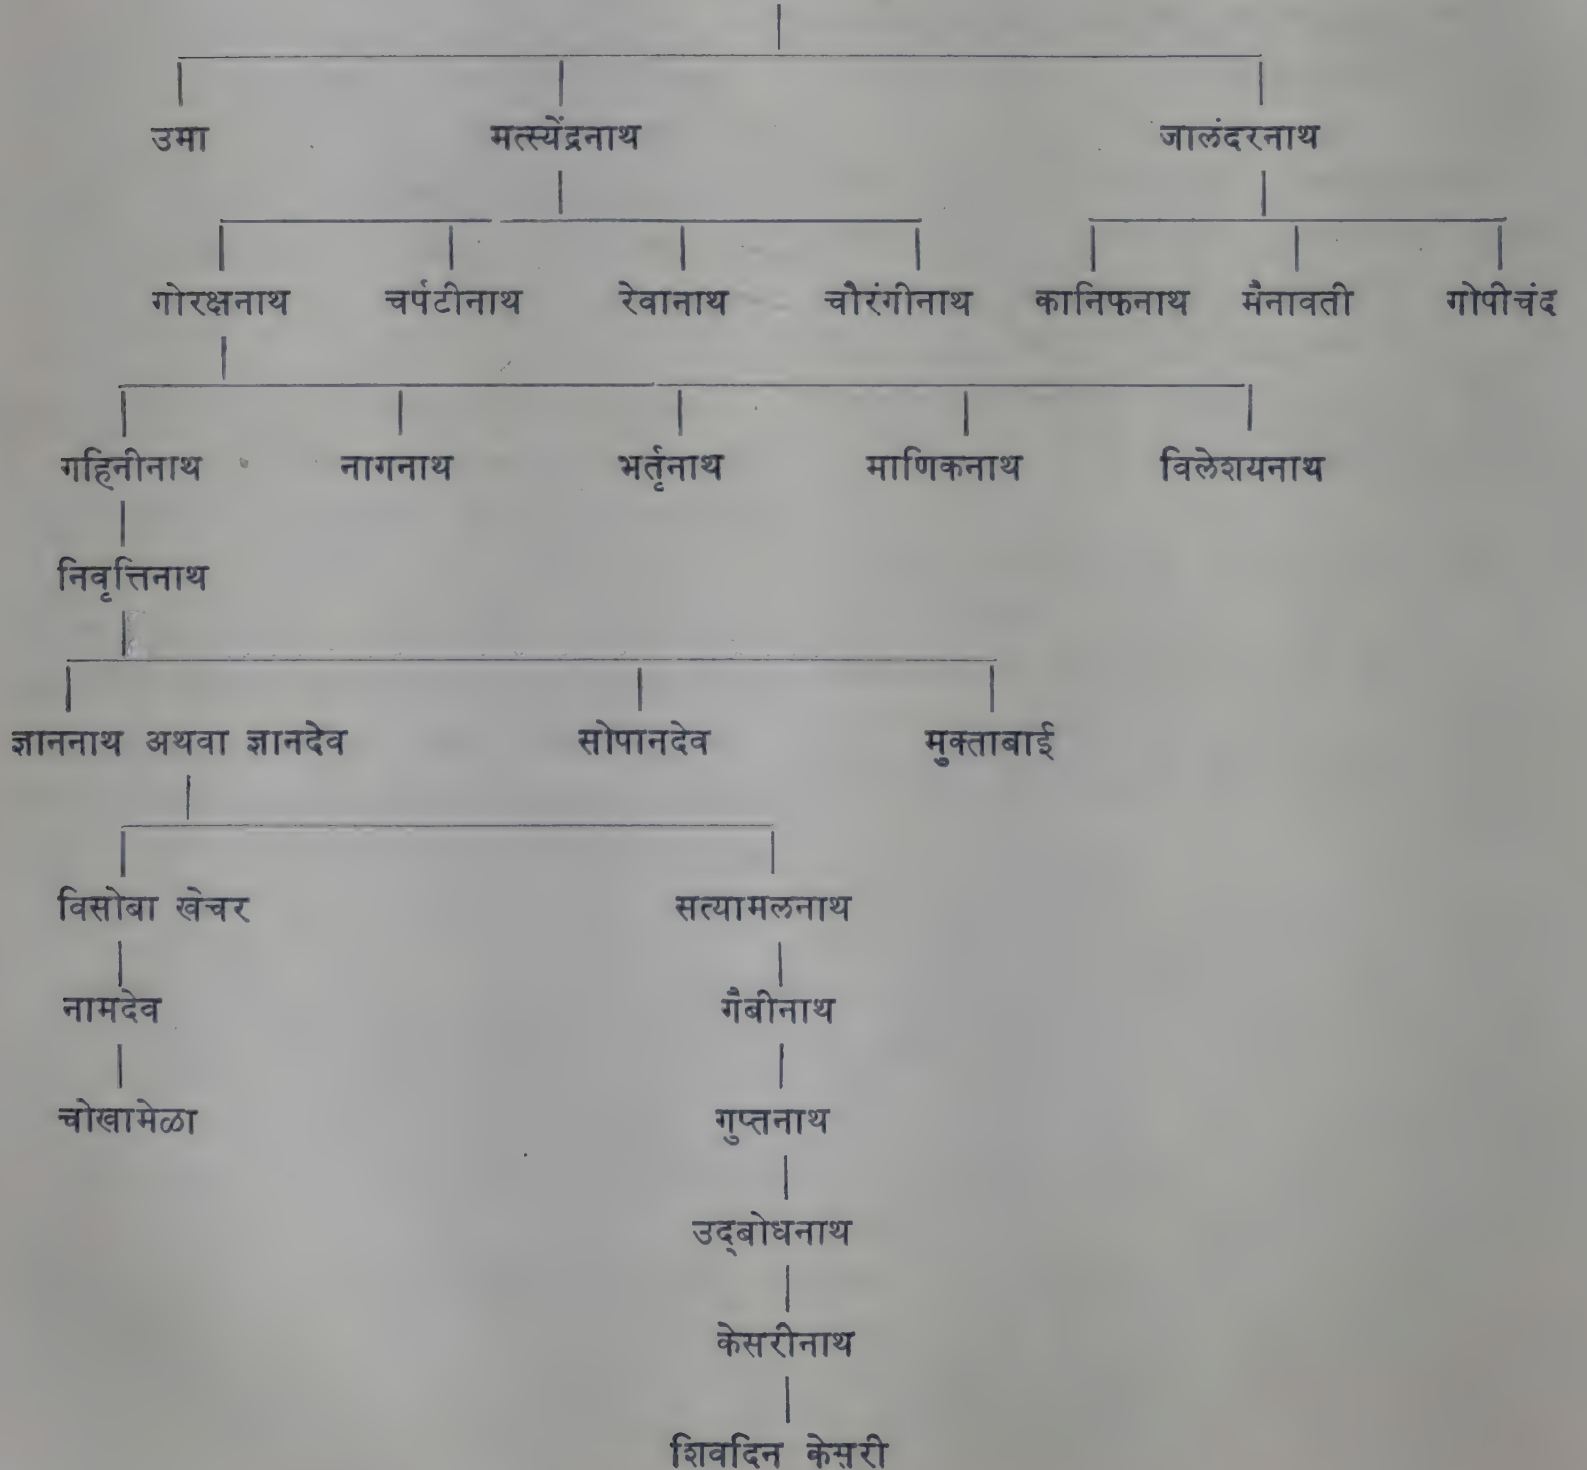 उमा मत्स्येंद्रनाथ जालंदरनाथ
गोरक्षनाथ चर्पटीनाथ रेवानाथ चौरंगीनाथ कानिफनाथ मैनावती गोपीचंद
गहिनीनाथ नागनाथ भर्तृनाथ माणिकनाथ विलेशयनाथ
निवृत्तिनाथ
ज्ञाननाथ अथवा ज्ञानदेव सोपानदेव मुक्ताबाई
विसोबा खेचर सत्यामलनाथ
नामदेव गैबीनाथ
चोखामेळा गुप्तनाथ
उद्‌बोधनाथ
केसरीनाथ
शिवदिन केसरी